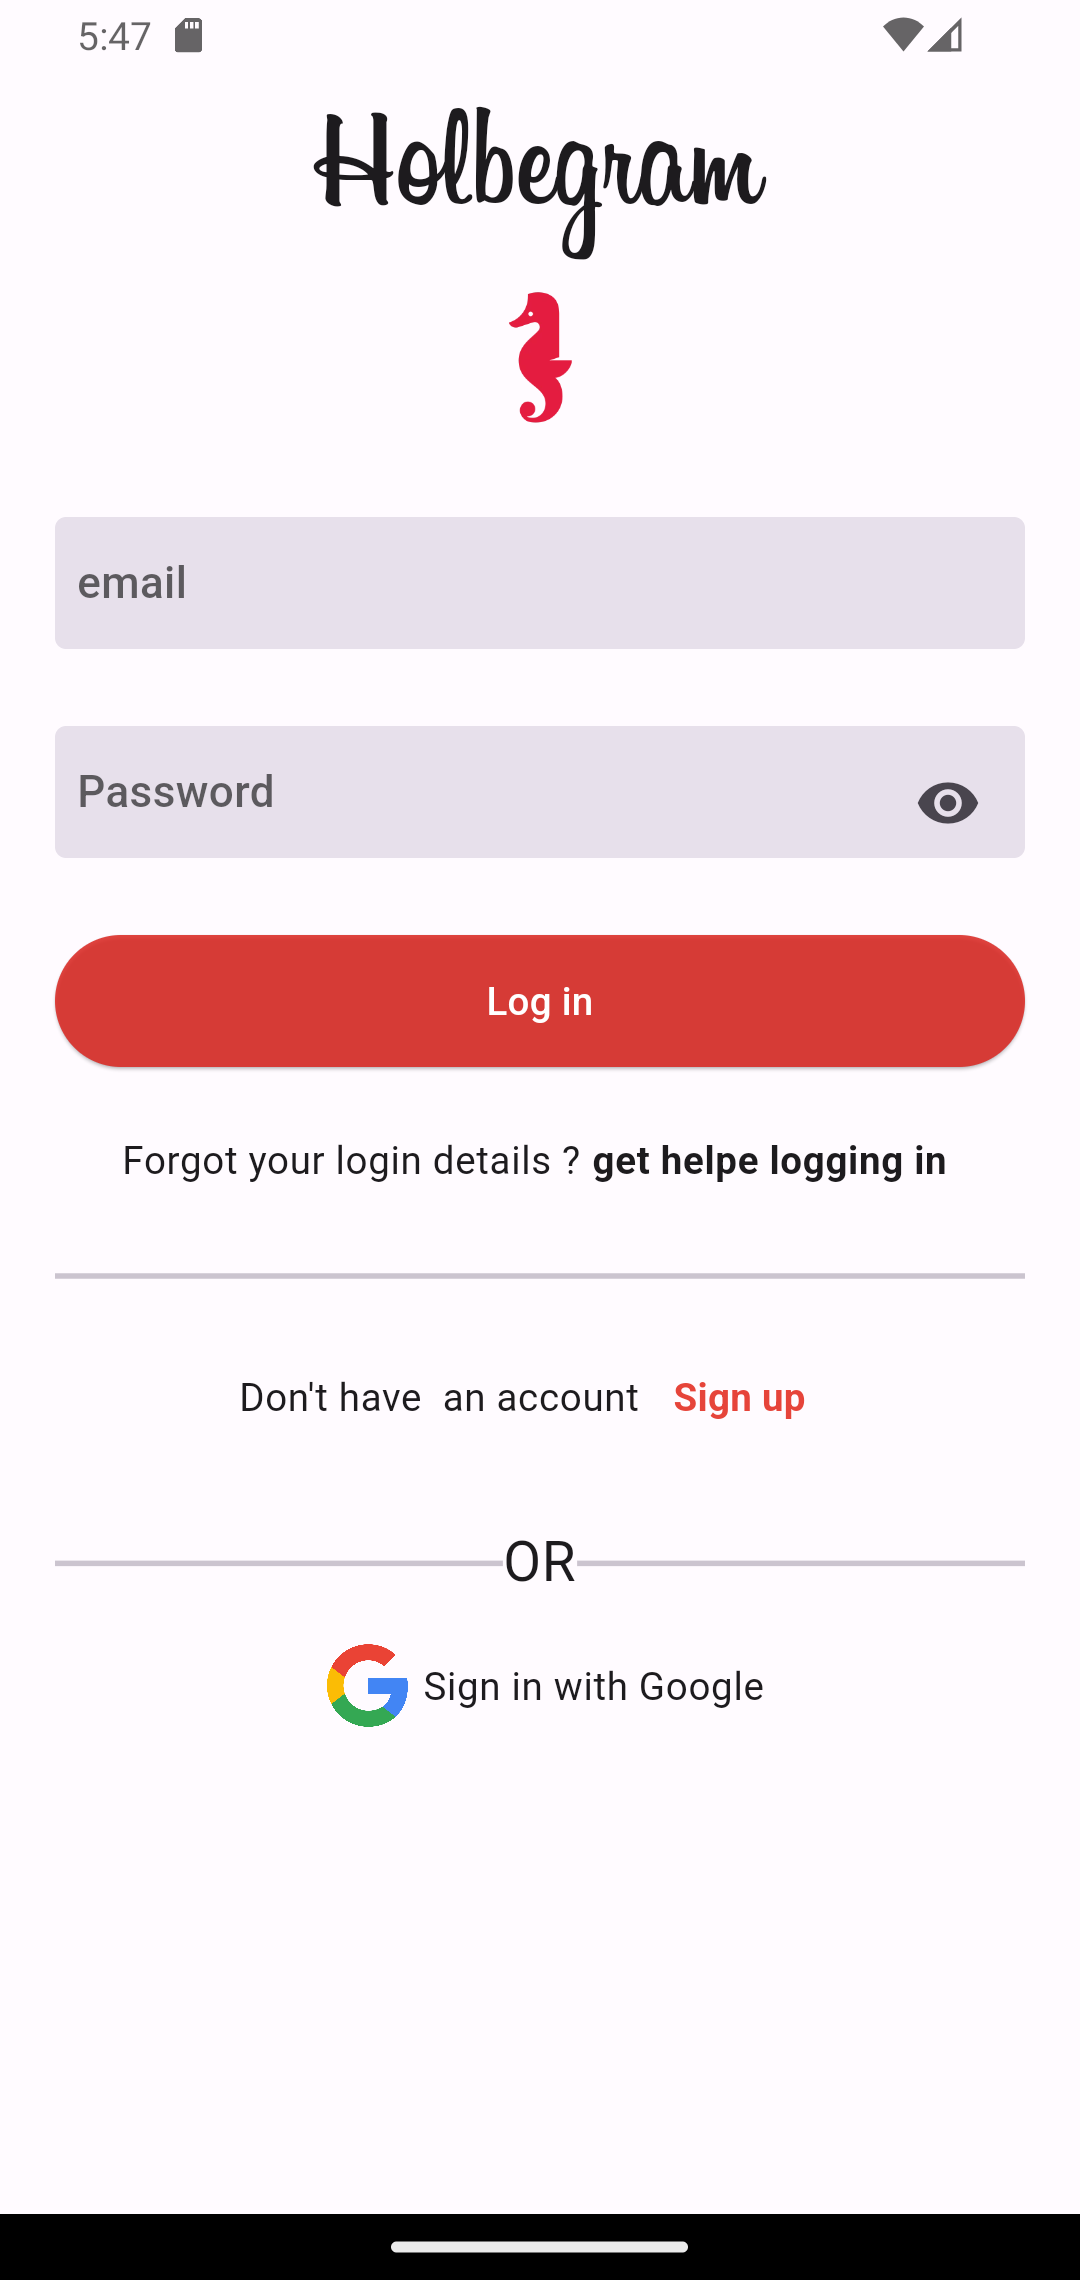 5:47
Holbegram
email
Password
Log in
Forgot your login details ? get helpe logging in
Don't have  an account   Sign up
OR
Sign in with Google